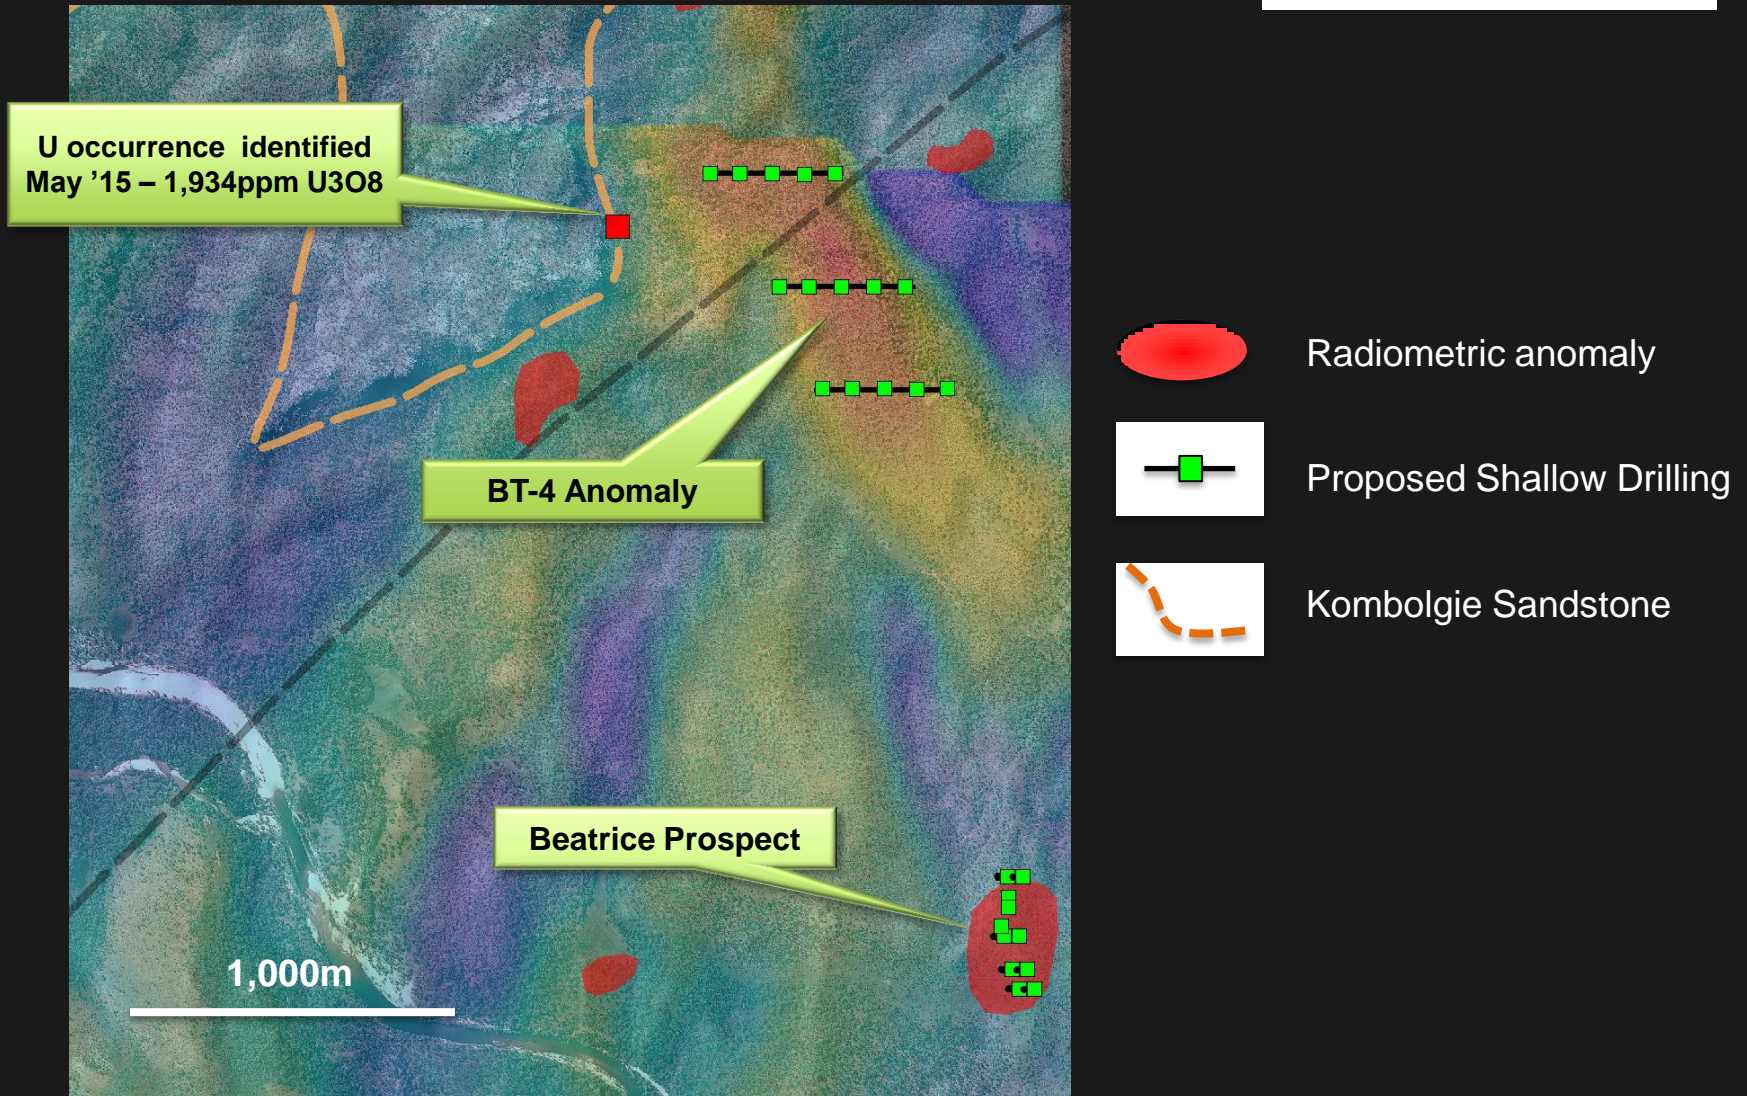 U occurrence identified
May ’15 – 1,934ppm U3O8
BT-4 Anomaly
Beatrice Prospect
1,000m
Radiometric anomaly
Proposed Shallow Drilling
Kombolgie Sandstone